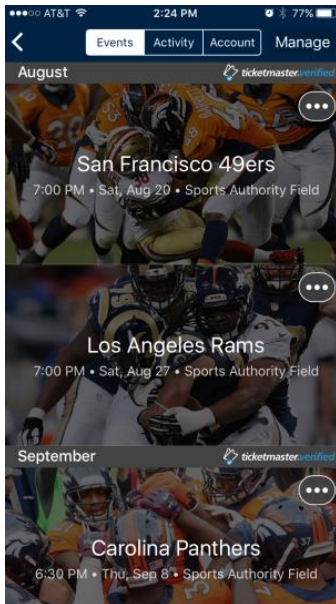 AT&T 2:24 PM 77%
Events Activity Account Manage
August ticketmaster.verified
San Francisco 49ers
7:00 PM • Sat, Aug 20 • Sports Authority Field
Los Angeles Rams
7:00 PM • Sat, Aug 27 • Sports Authority Field
September ticketmaster.verified
Carolina Panthers
6:30 PM • Thu, Sep 8 • Sports Authority Field